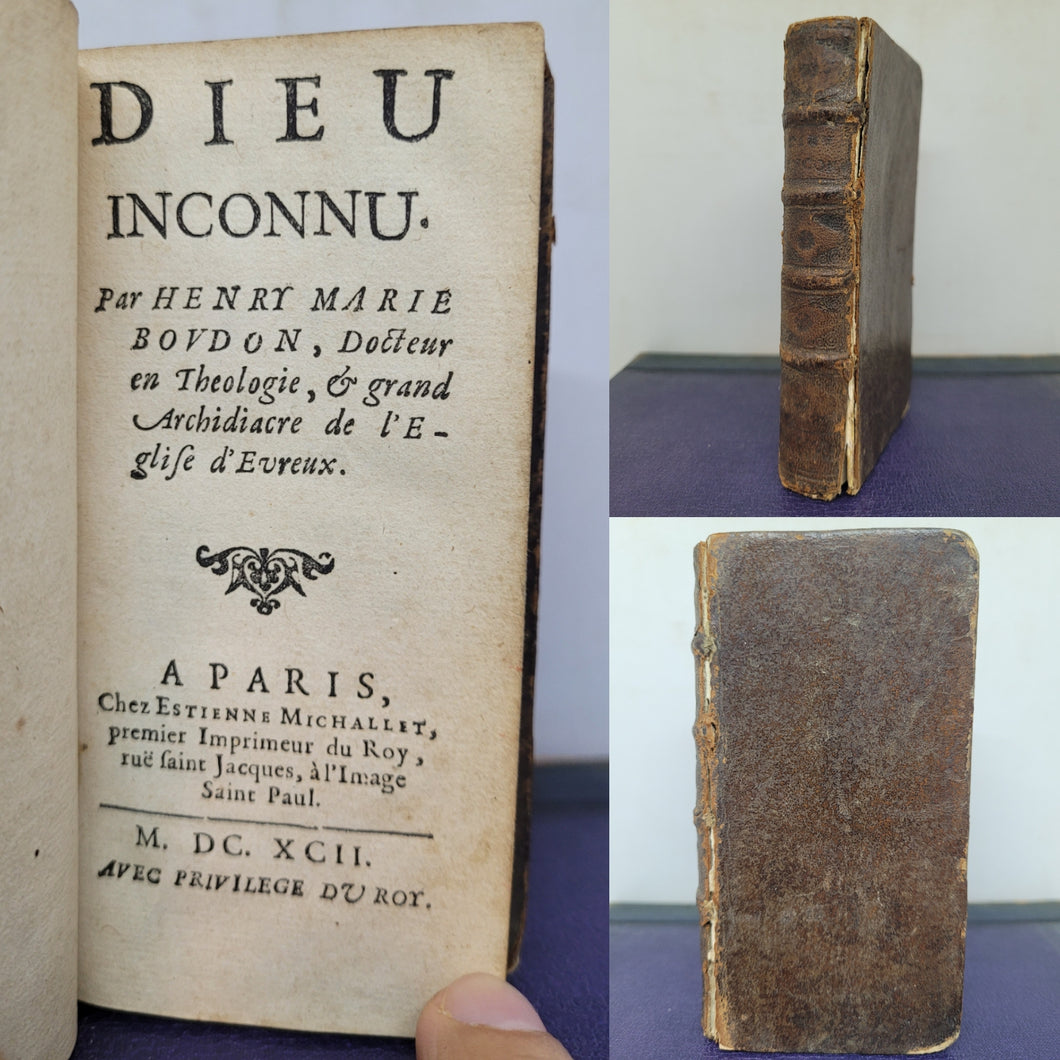 DIEU
INCONNU.
Par HENRY MARIE
BOVDON, Docteur
en Theologie, & grand
Archidiacre de l'E-
gliſe d'Evreux.
A PARIS,
Chez ESTIENNE MICHALLET,
premier Imprimeur du Roy,
ruë ſaint Jacques, à l'Image
Saint Paul.
M. DC. XCII.
AVEC PRIVILEGE DU ROY.